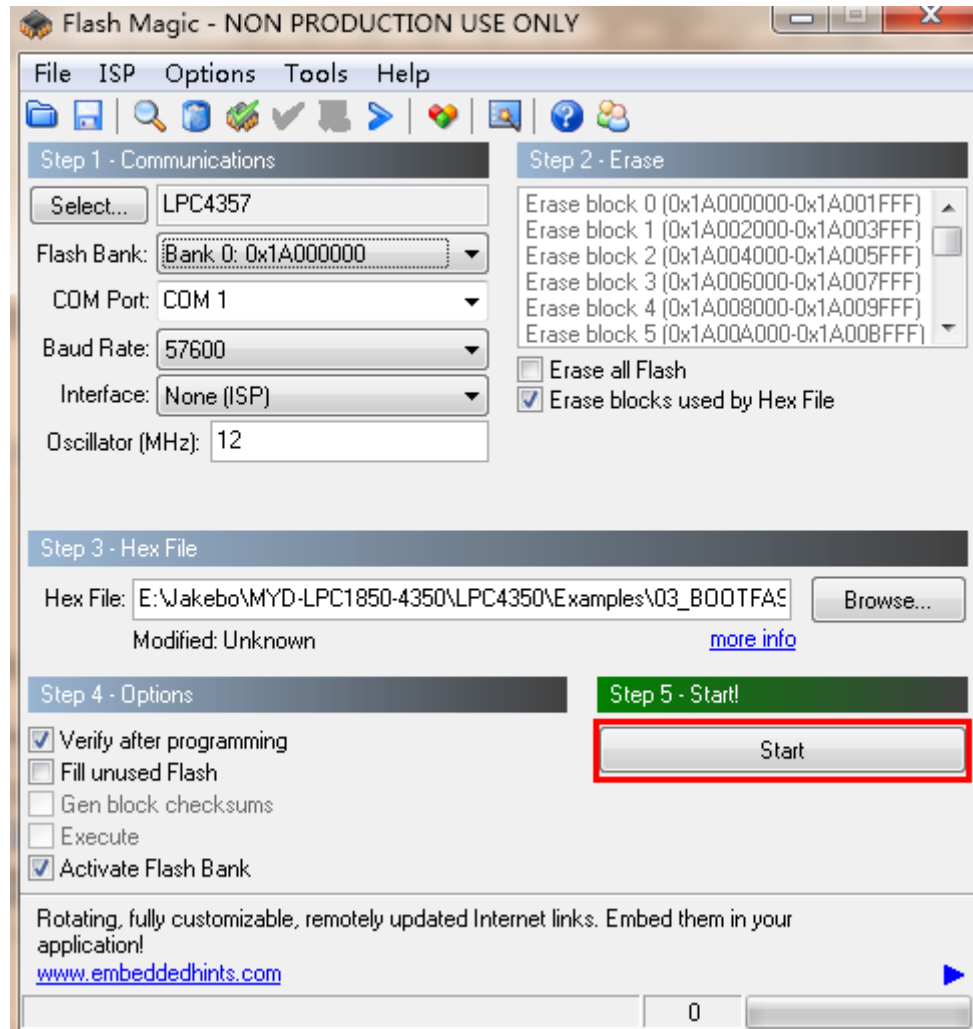 Flash Magic - NON PRODUCTION USE ONLY
File ISP Options Tools Help
Step 1 - Communications
Select... LPC4357
Flash Bank: Bank 0: 0x1A000000
COM Port: COM 1
Baud Rate: 57600
Interface: None (ISP)
Oscillator (MHz): 12
Step 2 - Erase
Erase block 0 (0x1A000000-0x1A001FFF)
Erase block 1 (0x1A002000-0x1A003FFF)
Erase block 2 (0x1A004000-0x1A005FFF)
Erase block 3 (0x1A006000-0x1A007FFF)
Erase block 4 (0x1A008000-0x1A009FFF)
Erase block 5 (0x1A00A000-0x1A00BFFF)
Erase all Flash
Erase blocks used by Hex File
Step 3 - Hex File
Hex File: E:\Jakebo\MYD-LPC1850-4350\LPC4350\Examples\03_BOOTFAS Browse...
Modified: Unknown more info
Step 4 - Options
Verify after programming
Fill unused Flash
Gen block checksums
Execute
Activate Flash Bank
Step 5 - Start!
Start
Rotating, fully customizable, remotely updated Internet links. Embed them in your
application!
www.embeddedhints.com
0